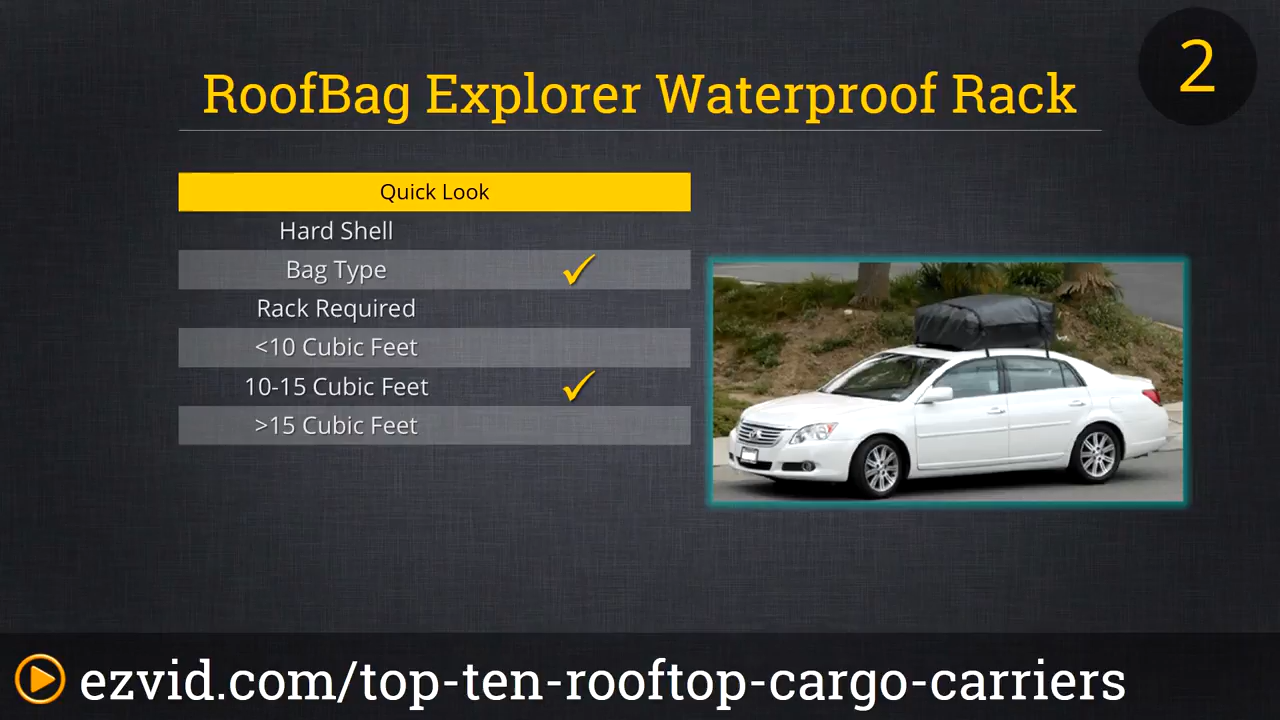 2
RoofBag Explorer Waterproof Rack
Quick Look
Hard Shell
Bag Type
Rack Required
<10 Cubic Feet
10-15 Cubic Feet
>15 Cubic Feet
ezvid.com/top-ten-rooftop-cargo-carriers